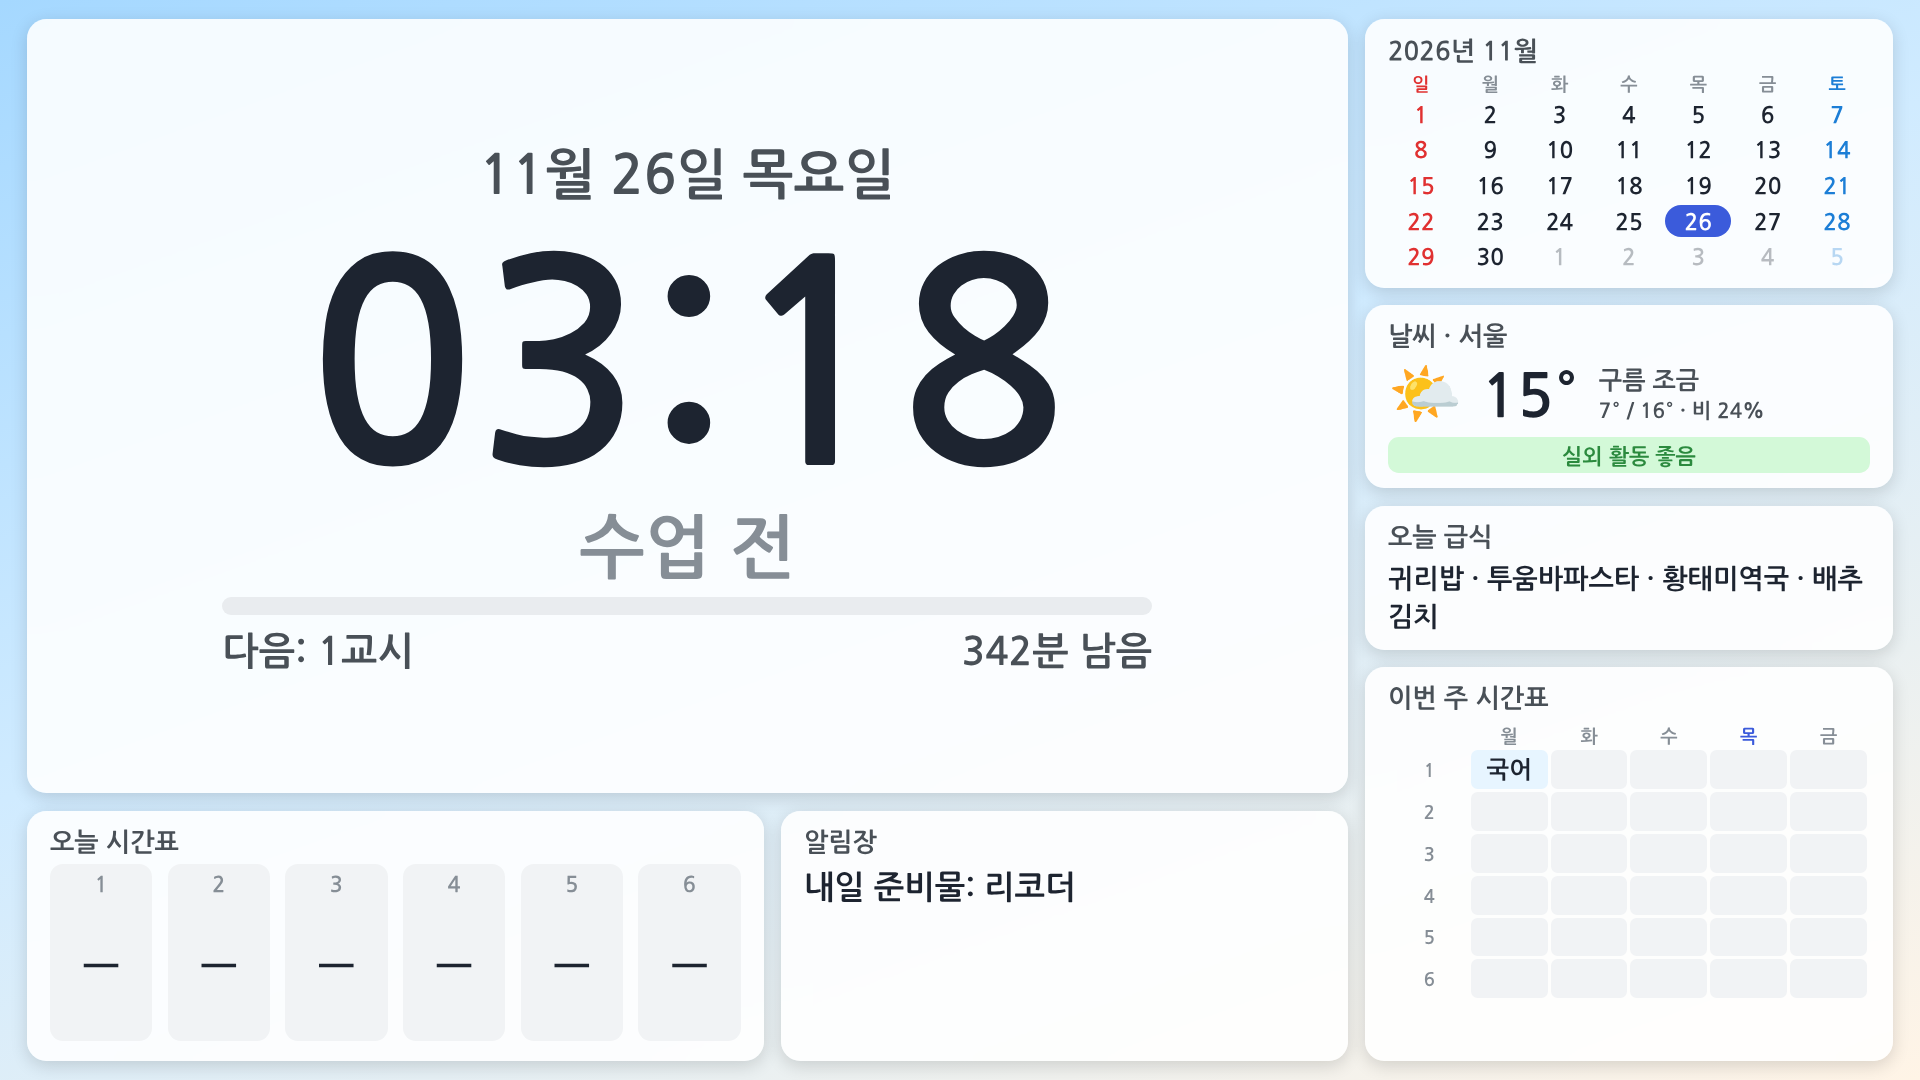 11월 26일 목요일
03:18
수업 전
다음: 1교시
342분 남음
오늘 시간표
1 2 3 4 5 6
— — — — — —
알림장
내일 준비물: 리코더
2026년 11월
일 월 화 수 목 금 토
1 2 3 4 5 6 7
8 9 10 11 12 13 14
15 16 17 18 19 20 21
22 23 24 25 26 27 28
29 30 1 2 3 4 5
날씨 · 서울
15°
구름 조금
7° / 16° · 비 24%
실외 활동 좋음
오늘 급식
귀리밥 · 투움바파스타 · 황태미역국 · 배추
김치
이번 주 시간표
월 화 수 목 금
1 국어
2
3
4
5
6